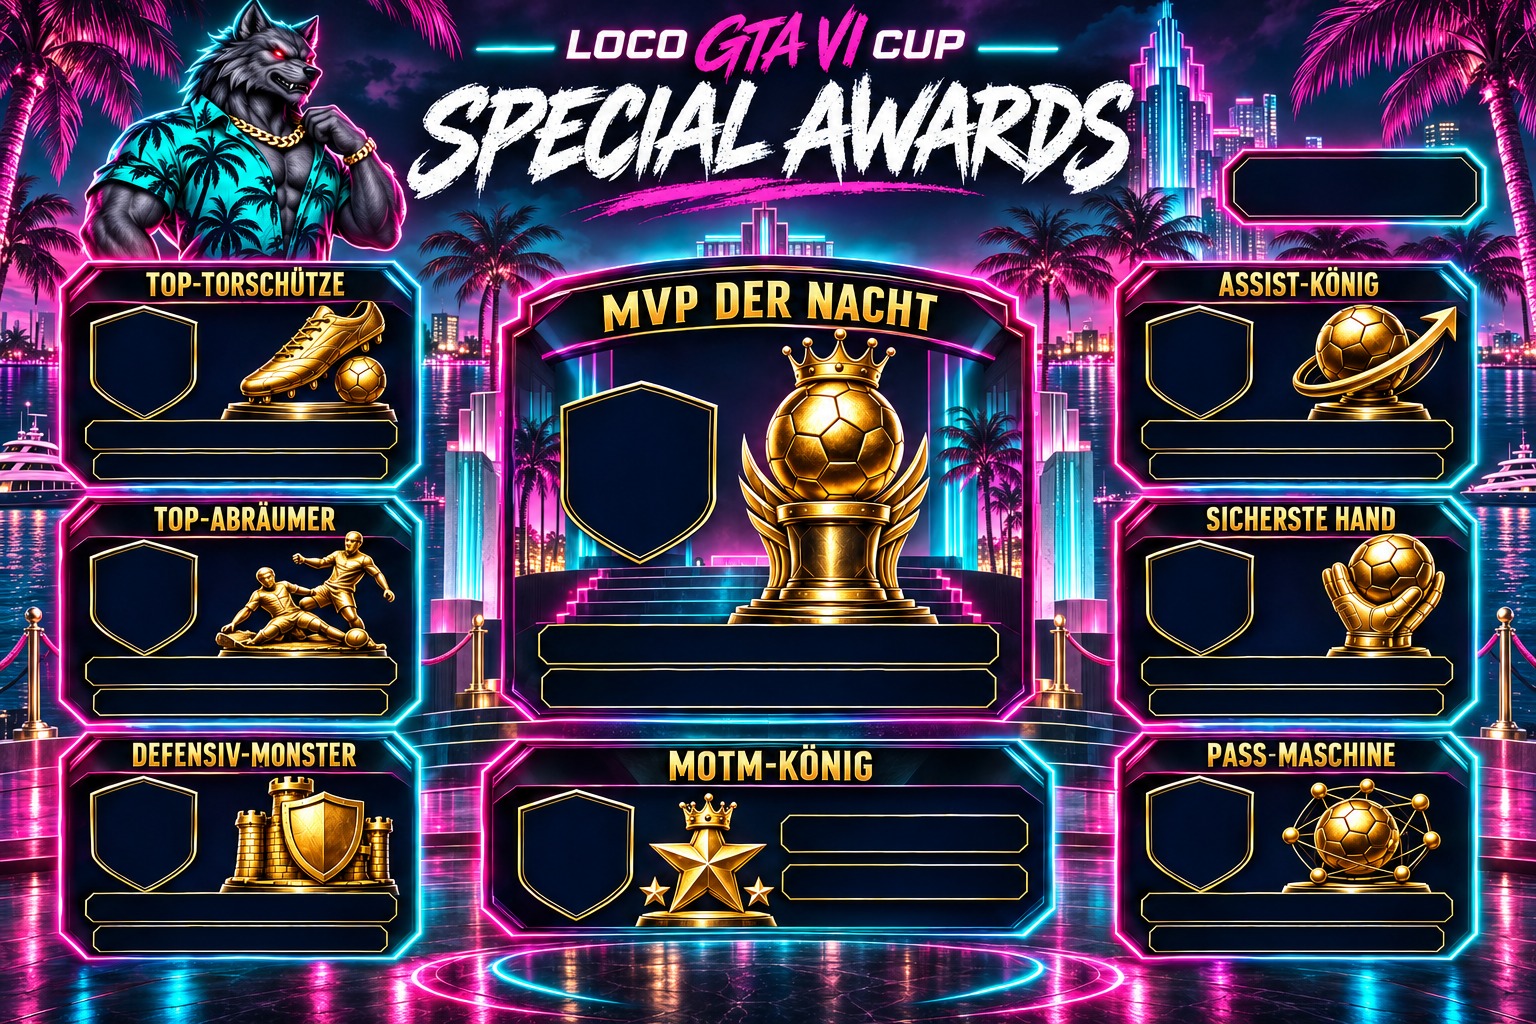 LOCO GTA VI CUP
SPECIAL AWARDS
TOP-TORSCHÜTZE
MVP DER NACHT
ASSIST-KÖNIG
TOP-ABRÄUMER
SICHERSTE HAND
DEFENSIV-MONSTER
MOTM-KÖNIG
PASS-MASCHINE